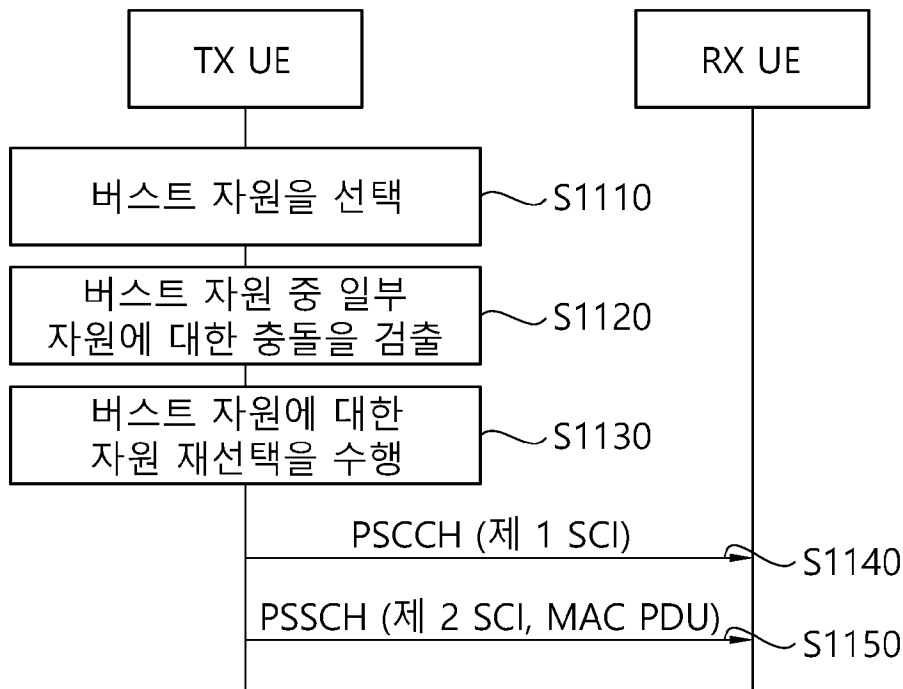 TX UE
RX UE
버스트 자원을 선택
S1110
버스트 자원 중 일부
자원에 대한 충돌을 검출
S1120
버스트 자원에 대한
자원 재선택을 수행
S1130
PSCCH (제 1 SCI)
S1140
PSSCH (제 2 SCI, MAC PDU)
S1150